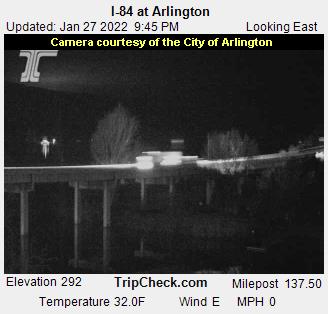 I-84 at Arlington
Updated: Jan 27 2022 9:45 PM Looking East
Camera courtesy of the City of Arlington
Elevation 292 TripCheck.com Milepost 137.50
Temperature 32.0F Wind E MPH 0